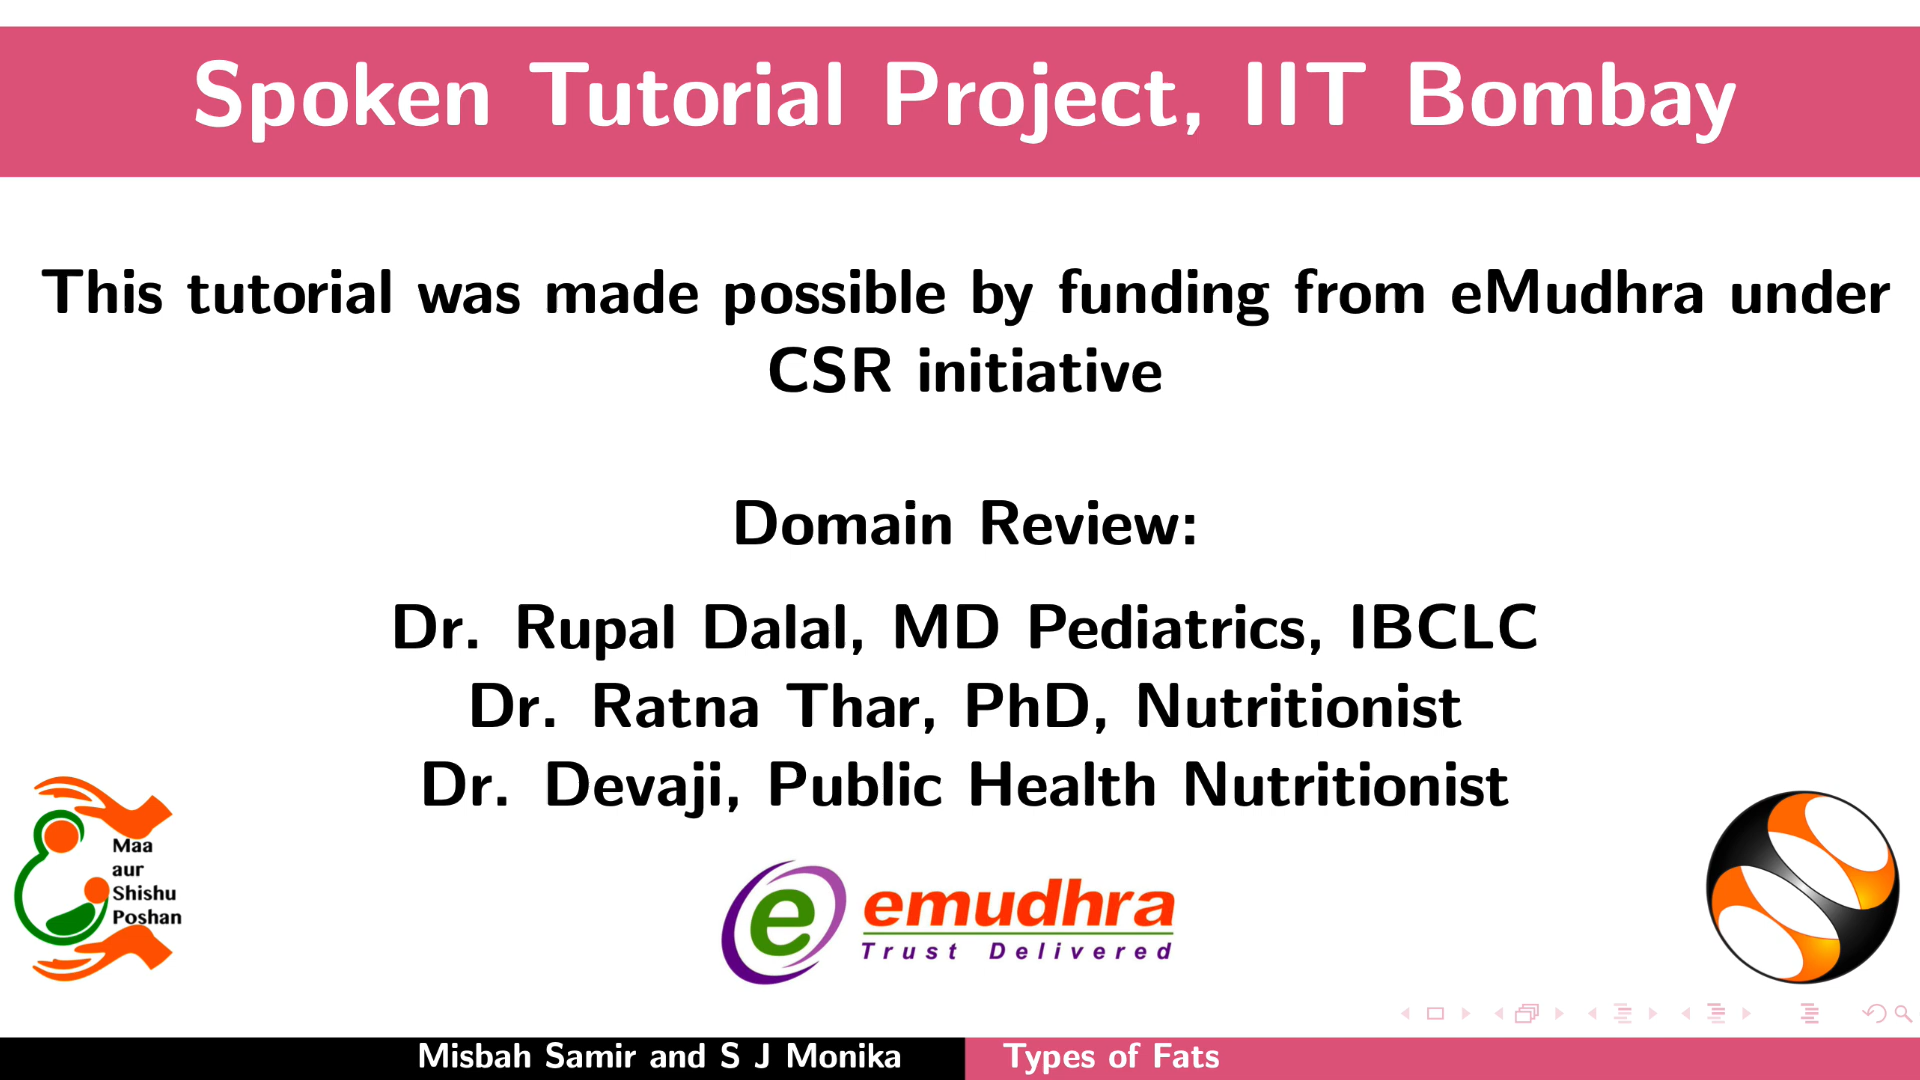 Spoken Tutorial Project, IIT Bombay
This tutorial was made possible by funding from eMudhra under
CSR initiative
Domain Review:
Dr. Rupal Dalal, MD Pediatrics, IBCLC
Dr. Ratna Thar, PhD, Nutritionist
Dr. Devaji, Public Health Nutritionist
Maa
aur
Shishu
Poshan
e emudhra
Trust Delivered
Misbah Samir and S J Monika
Types of Fats